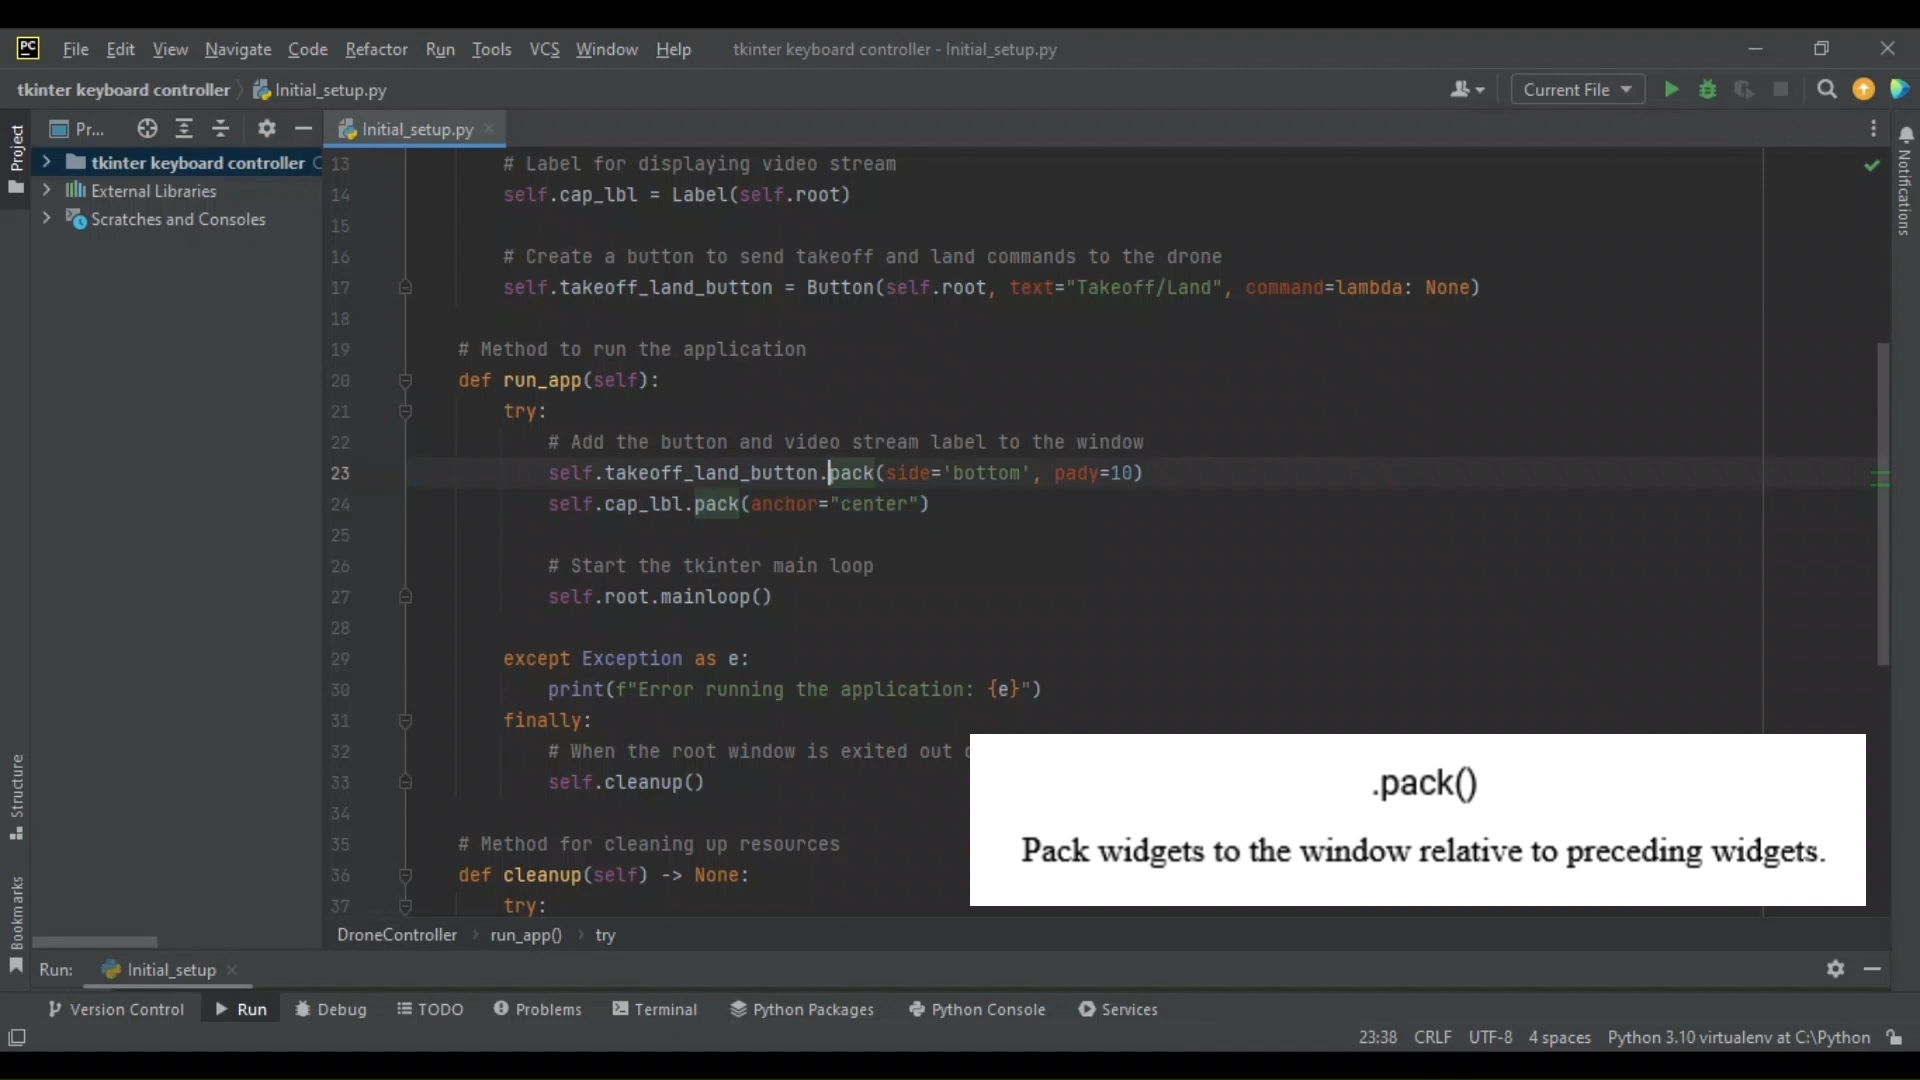 PC File Edit View Navigate Code Refactor Run Tools VCS Window Help tkinter keyboard controller - Initial_setup.py
tkinter keyboard controller Initial_setup.py Current File
Project
Pr...
Initial_setup.py
Notifications
tkinter keyboard controller
External Libraries
Scratches and Consoles
13 # Label for displaying video stream
14 self.cap_lbl = Label(self.root)
15
16 # Create a button to send takeoff and land commands to the drone
17 self.takeoff_land_button = Button(self.root, text="Takeoff/Land", command=lambda: None)
18
19 # Method to run the application
20 def run_app(self):
21 try:
22 # Add the button and video stream label to the window
23 self.takeoff_land_button.pack(side='bottom', pady=10)
24 self.cap_lbl.pack(anchor="center")
25
26 # Start the tkinter main loop
27 self.root.mainloop()
28
29 except Exception as e:
30 print(f"Error running the application: {e}")
31 finally:
32 # When the root window is exited out
33 self.cleanup()
34
35 # Method for cleaning up resources
36 def cleanup(self) -> None:
37 try:
.pack()
Pack widgets to the window relative to preceding widgets.
Structure
Bookmarks
DroneController run_app() try
Run: Initial_setup
Version Control Run Debug TODO Problems Terminal Python Packages Python Console Services
23:38 CRLF UTF-8 4 spaces Python 3.10 virtualenv at C:\Python